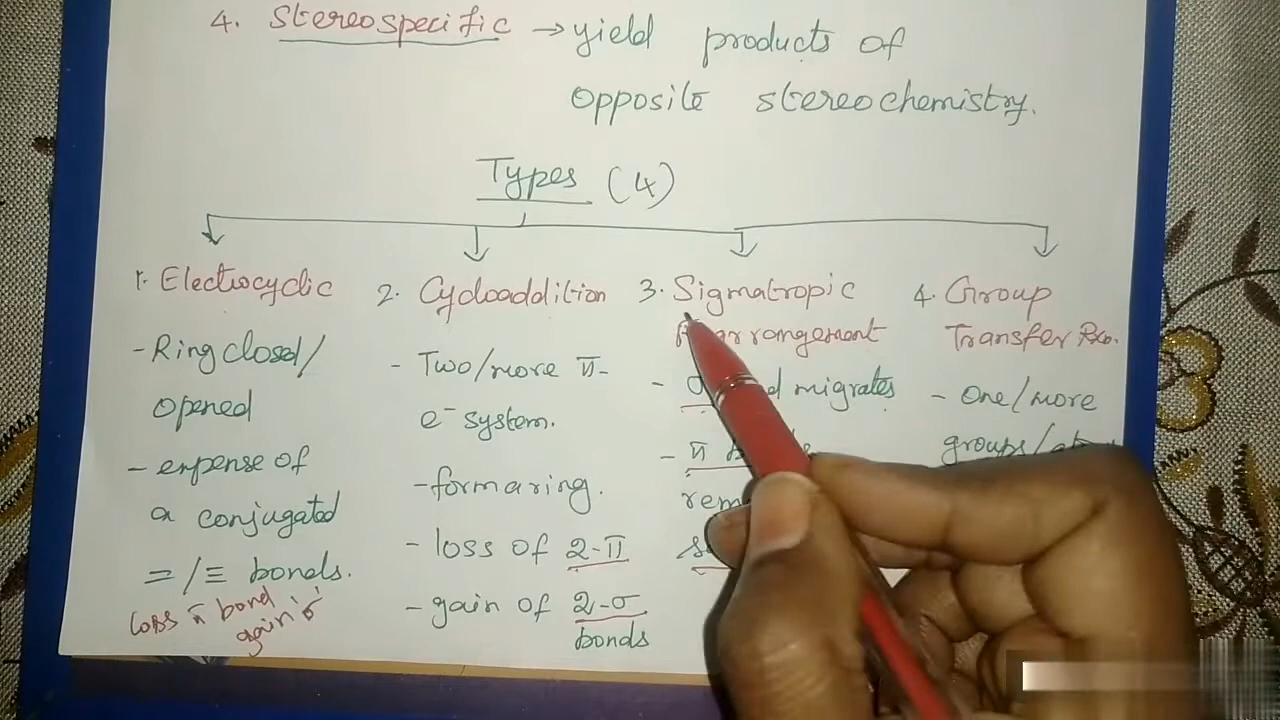 4. Stereospecific → yield products of
opposite stereochemistry.
Types (4)
1. Electrocyclic
- Ring closed/
opened
- expense of
a conjugated
=/≡ bonds.
loss π bond
gain 'σ'
2. Cycloaddition
- Two/more π-
e⁻ system.
- form a ring.
- loss of 2-π
- gain of 2-σ
bonds
3. Sigmatropic
- migrates
- π
4. Group
Transfer Rxn.
- One/more
groups/